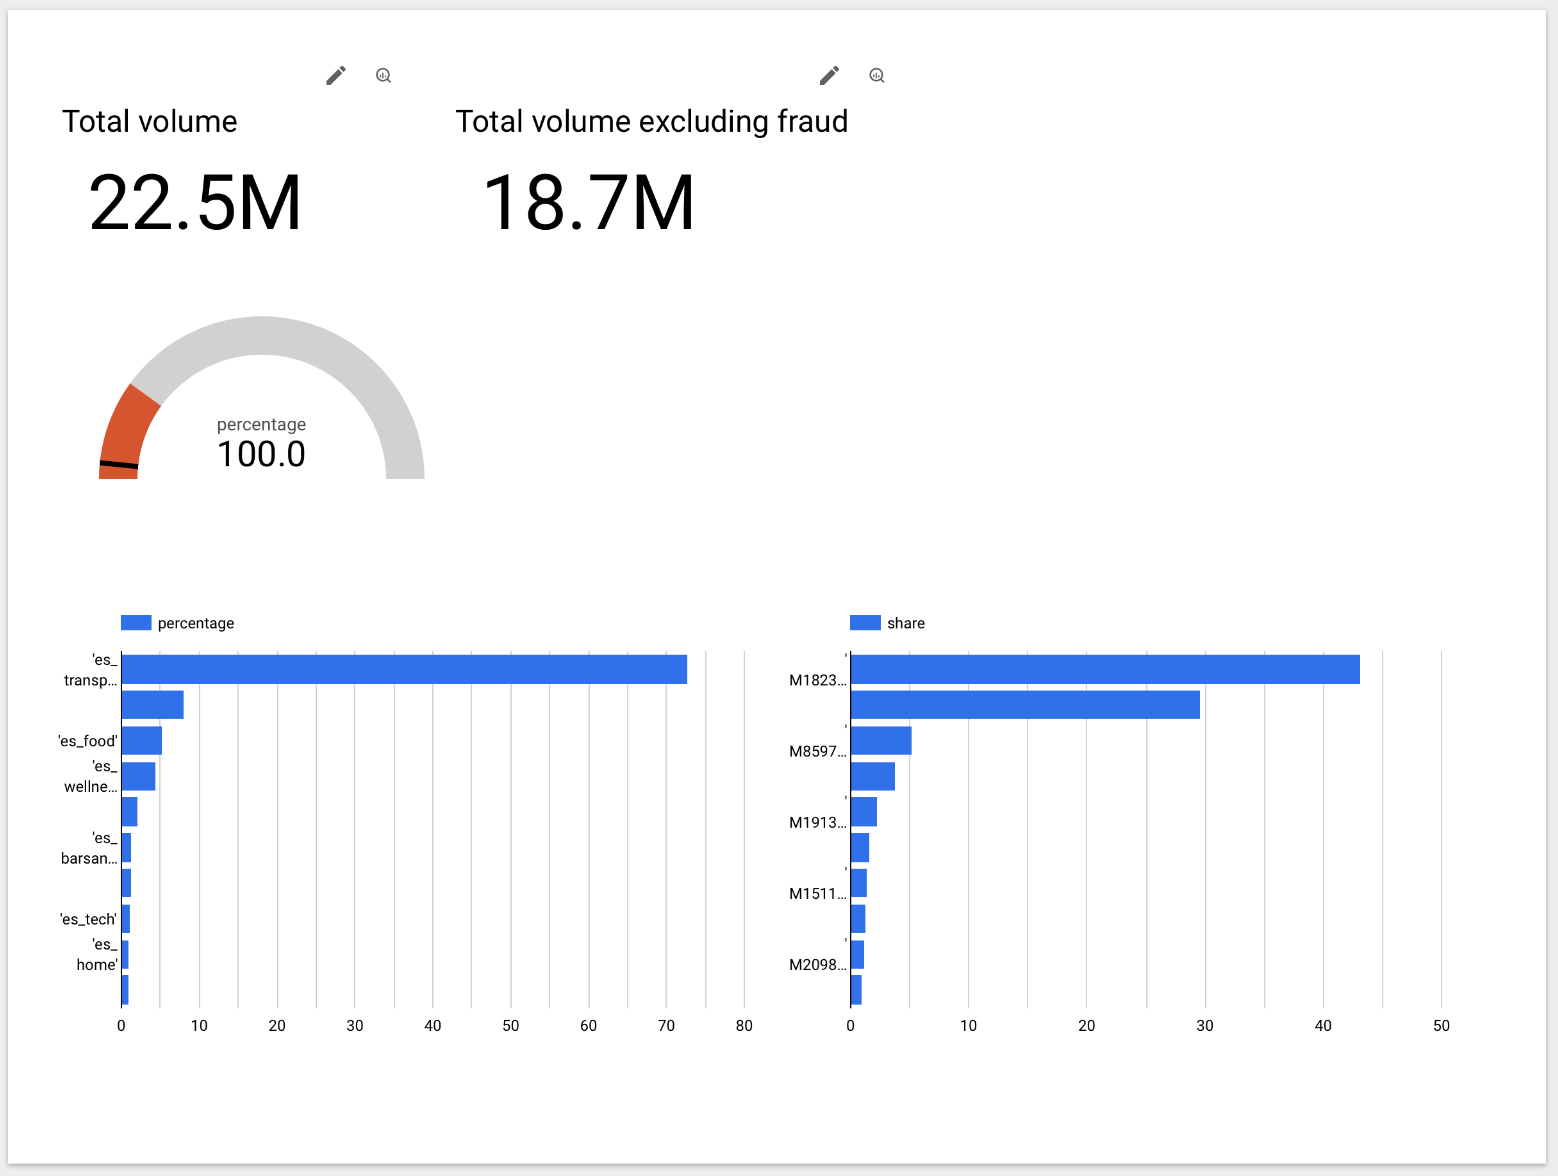 Total volume
Total volume excluding fraud
22.5M
18.7M
percentage
100.0
percentage
'es_
transp...
'es_food'
'es_
wellne...
'es_
barsan...
'es_tech'
'es_
home'
0 10 20 30 40 50 60 70 80
share
'
M1823...
'
M8597...
'
M1913...
'
M1511...
'
M2098...
0 10 20 30 40 50